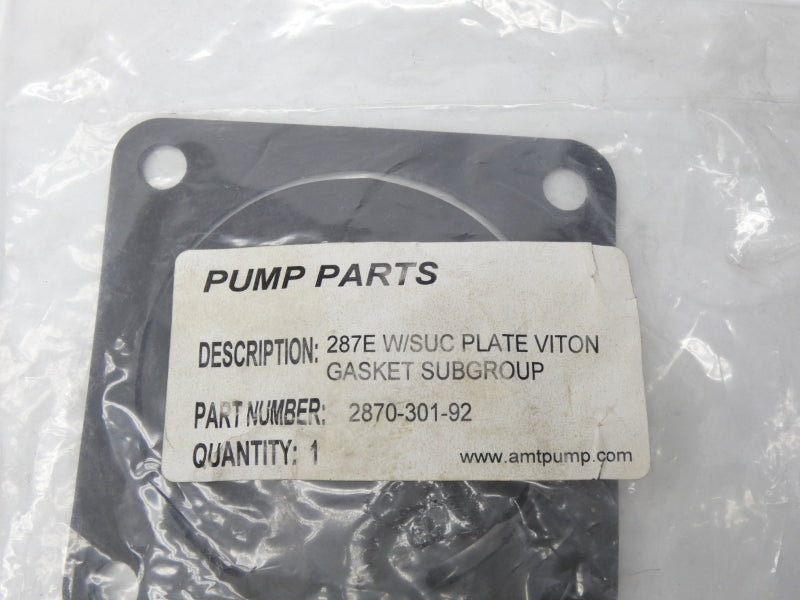 PUMP PARTS
DESCRIPTION: 287E W/SUC PLATE VITON
GASKET SUBGROUP
PART NUMBER: 2870-301-92
QUANTITY: 1 www.amtpump.com